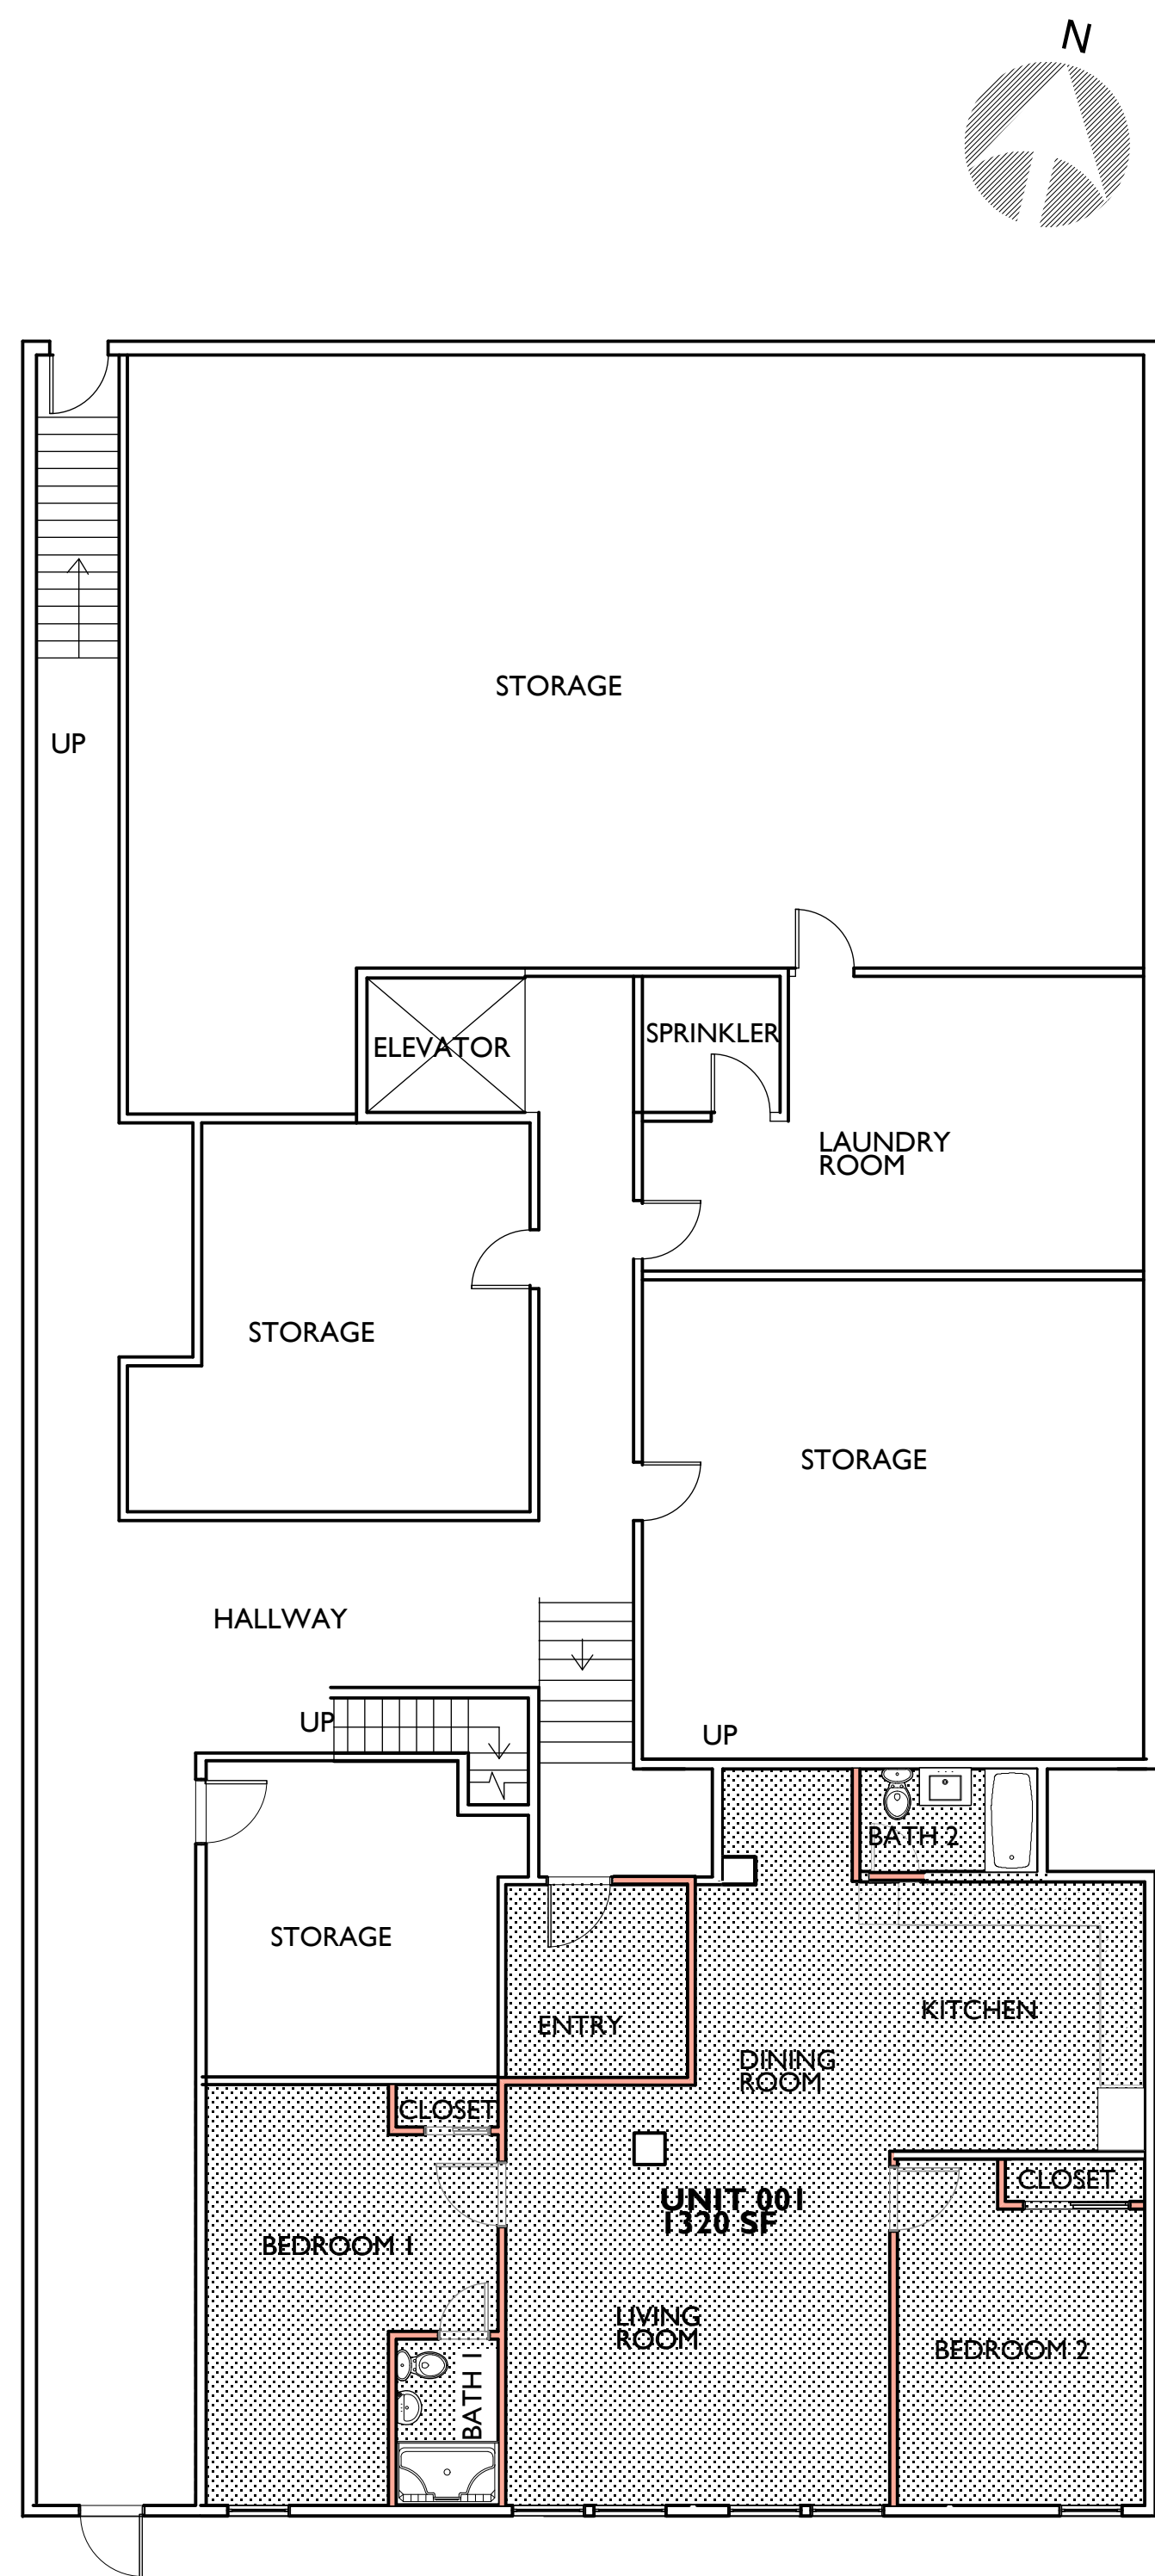 N
STORAGE
UP
SPRINKLER
ELEVATOR
LAUNDRY
ROOM
STORAGE
STORAGE
HALLWAY
UP
UP
BATH 2
STORAGE
KITCHEN
ENTRY
DINING
ROOM
CLOSET
CLOSET
UNIT 001
1320 SF
BEDROOM 1
LIVING
ROOM
BEDROOM 2
BATH 1